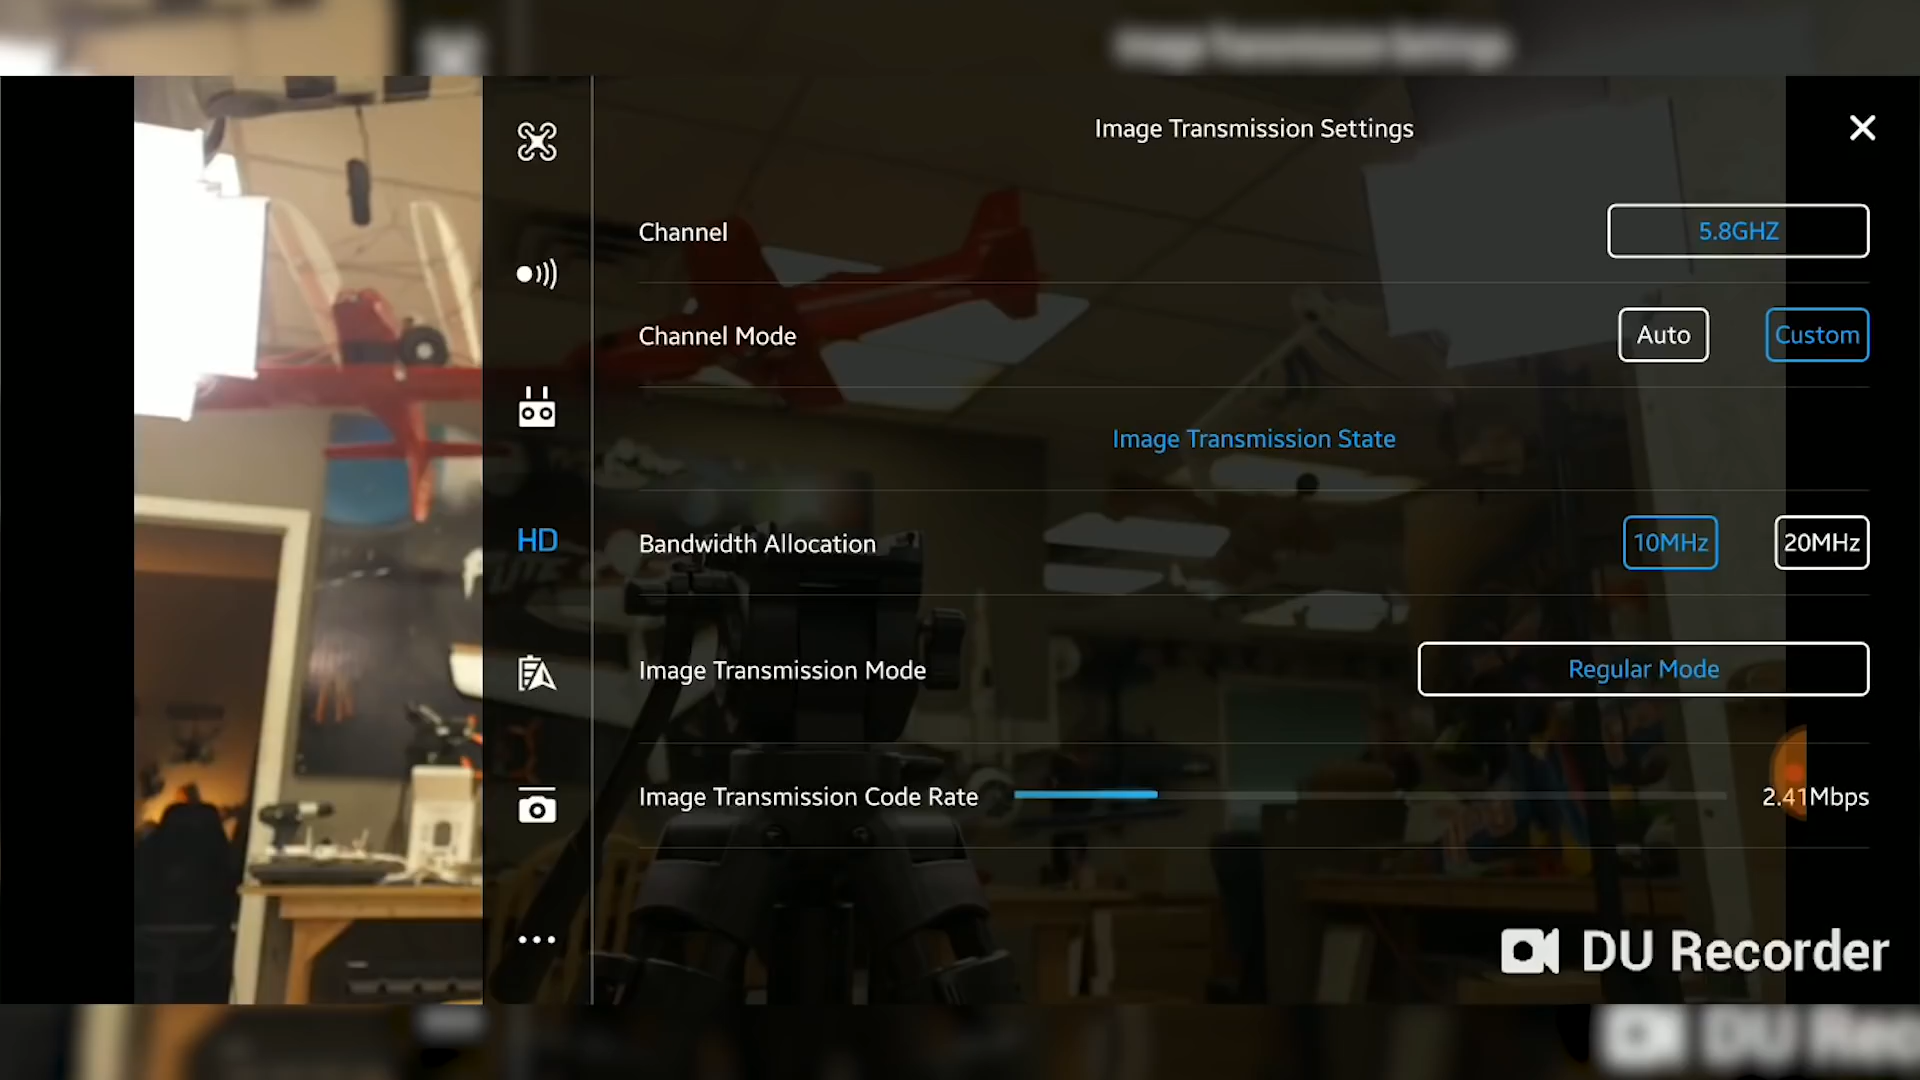 Image Transmission Settings
Channel
5.8GHZ
Channel Mode
Auto
Custom
Image Transmission State
HD
Bandwidth Allocation
10MHz
20MHz
Image Transmission Mode
Regular Mode
Image Transmission Code Rate
2.41Mbps
DU Recorder